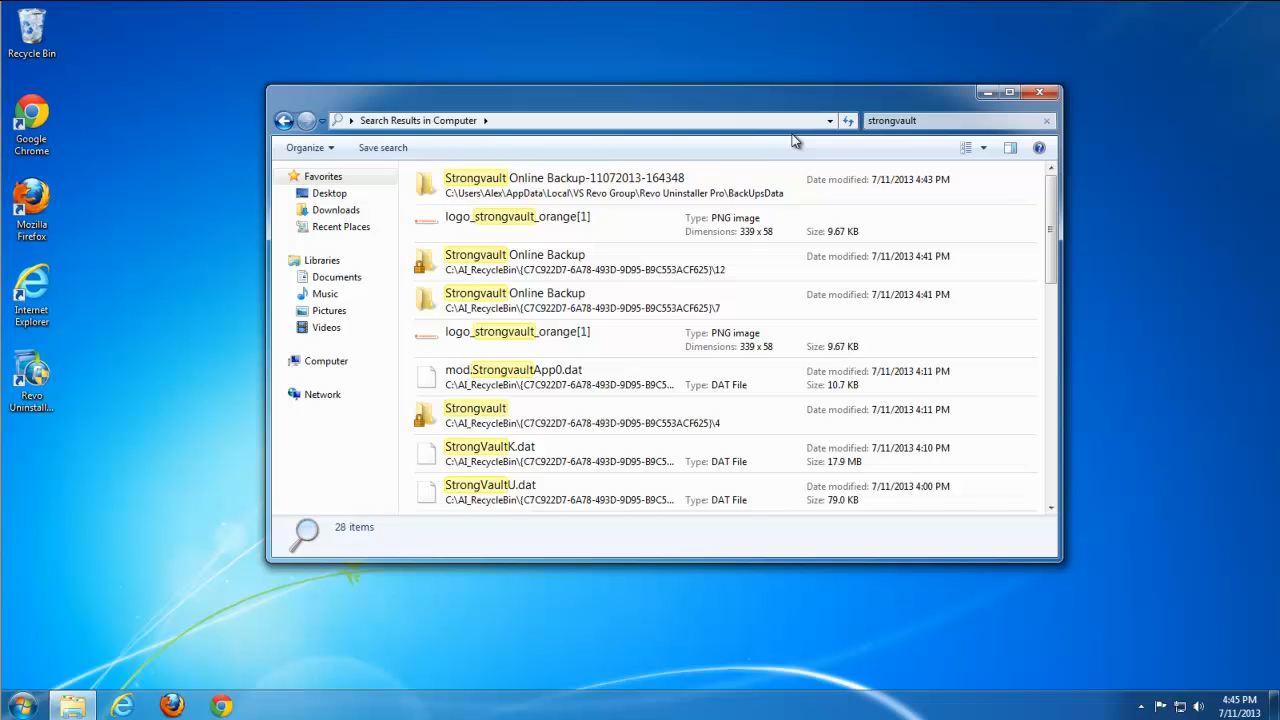 Recycle Bin
Google
Chrome
Mozilla
Firefox
Internet
Explorer
Revo
Uninstall...
Search Results in Computer
strongvault
Organize
Save search
Favorites
Desktop
Downloads
Recent Places
Libraries
Documents
Music
Pictures
Videos
Computer
Network
Strongvault Online Backup-11072013-164348
Date modified: 7/11/2013 4:43 PM
C:\Users\Alex\AppData\Local\VS Revo Group\Revo Uninstaller Pro\BackUpsData
logo_strongvault_orange[1]
Type: PNG image
Dimensions: 339 x 58
Size: 9.67 KB
Strongvault Online Backup
Date modified: 7/11/2013 4:41 PM
C:\AI_RecycleBin\{C7C922D7-6A78-493D-9D95-B9C553ACF625}\12
Strongvault Online Backup
Date modified: 7/11/2013 4:41 PM
C:\AI_RecycleBin\{C7C922D7-6A78-493D-9D95-B9C553ACF625}\7
logo_strongvault_orange[1]
Type: PNG image
Dimensions: 339 x 58
Size: 9.67 KB
mod.StrongvaultApp0.dat
Date modified: 7/11/2013 4:11 PM
C:\AI_RecycleBin\{C7C922D7-6A78-493D-9D95-B9C5...
Type: DAT File
Size: 10.7 KB
Strongvault
Date modified: 7/11/2013 4:11 PM
C:\AI_RecycleBin\{C7C922D7-6A78-493D-9D95-B9C553ACF625}\4
StrongVaultK.dat
Date modified: 7/11/2013 4:10 PM
C:\AI_RecycleBin\{C7C922D7-6A78-493D-9D95-B9C5...
Type: DAT File
Size: 17.9 MB
StrongVaultU.dat
Date modified: 7/11/2013 4:00 PM
C:\AI_RecycleBin\{C7C922D7-6A78-493D-9D95-B9C5...
Type: DAT File
Size: 79.0 KB
28 items
4:45 PM
7/11/2013